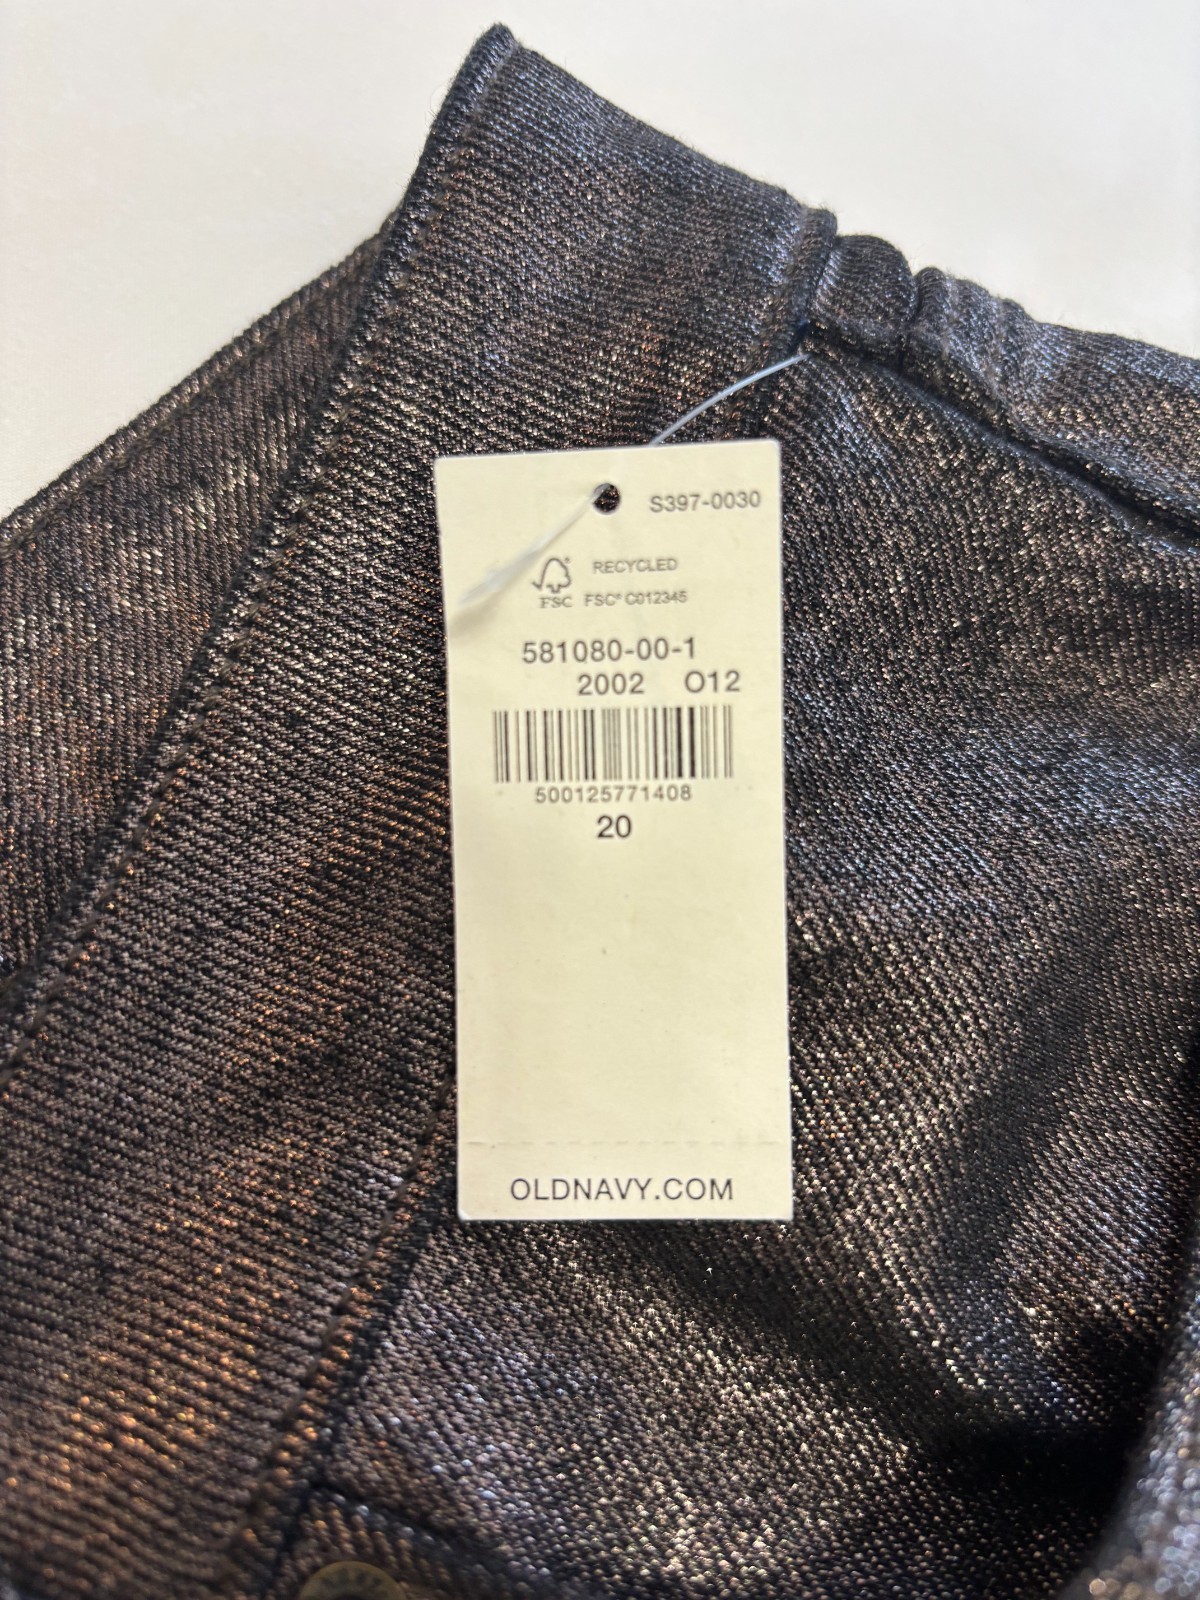 S397-0030
RECYCLED
FSC FSC® C012345
581080-00-1
2002 O12
500125771408
20
OLDNAVY.COM